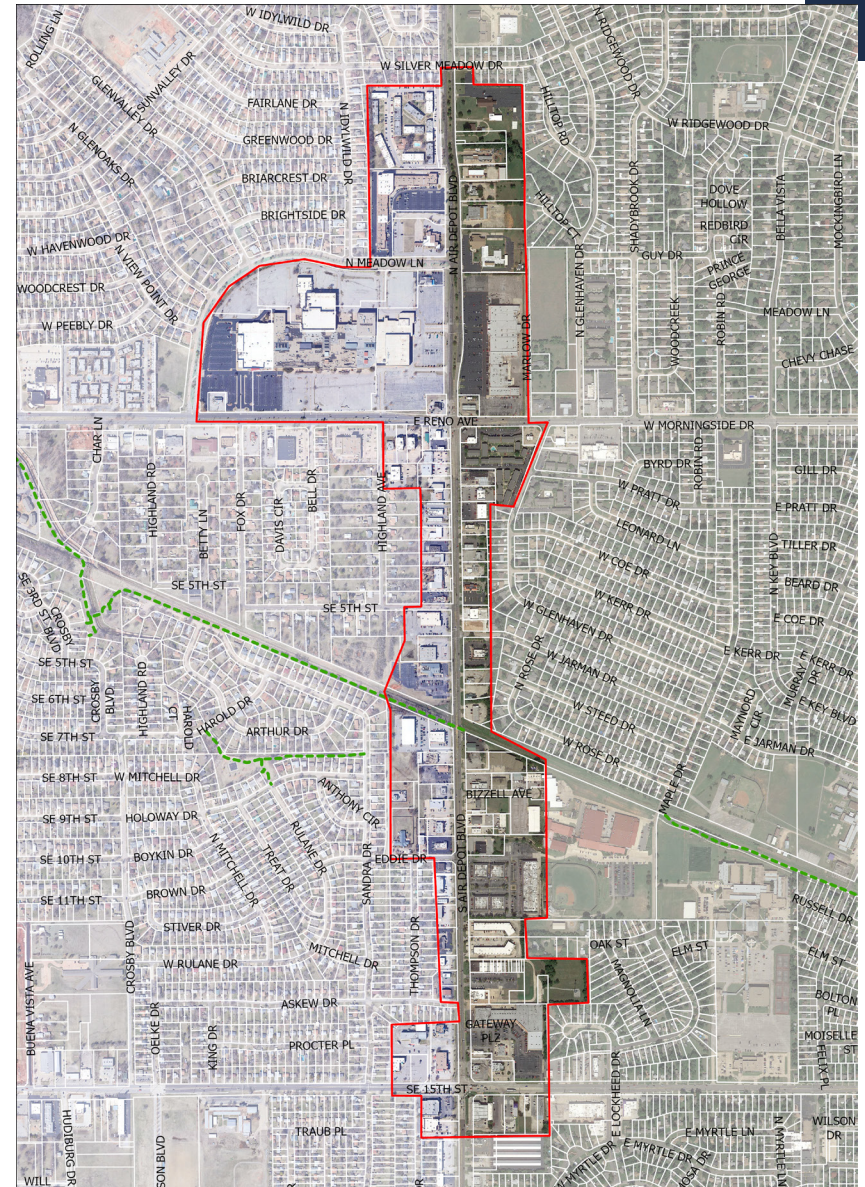 ROLLING LN
W IDYLWILD DR
N RIDGEWOOD DR
W SILVER MEADOW DR
SUNVALLEY DR
GLENVALLEY DR
FAIRLANE DR
N IDYLWILD DR
HILLTOP RD
GREENWOOD DR
W RIDGEWOOD DR
N GLENOAKS DR
BRIARCREST DR
SHADYBROOK DR
DOVE
HOLLOW
BELLA VISTA
MOCKINGBIRD LN
BRIGHTSIDE DR
N AIR DEPOT BLVD
HILLTOP CT
REDBIRD
CIR
W HAVENWOOD DR
N VIEW POINT DR
N MEADOW LN
GUY DR
PRINCE
GEORGE
WOODCREST DR
N GLENHAVEN DR
WOODCREEK
ROBIN RD
MEADOW LN
W PEEBLY DR
MARLOW DR
CHEVY CHASE
E RENO AVE
W MORNINGSIDE DR
CHAR LN
HIGHLAND RD
BETTY LN
FOX DR
DAVIS CIR
BELL DR
HIGHLAND AVE
BYRD DR
ROBIN RD
GILL DR
W PRATT DR
E PRATT DR
LEONARD LN
N KEY BLVD
TILLER DR
W COE DR
BEARD DR
SE 5TH ST
SE 5TH ST
W KERR DR
E COE DR
SE 3RD ST
CROSBY
BLVD
W GLENHAVEN DR
N ROSE DR
W JARMAN DR
E KERR DR
E KERR DR
SE 5TH ST
HIGHLAND RD
MURRAY
DR
SE 6TH ST
CROSBY
BLVD
HAROLD
CT
HAROLD DR
W STEED DR
MAYNORD
CIR
E KEY BLVD
SE 7TH ST
ARTHUR DR
W ROSE DR
E JARMAN DR
SE 8TH ST
W MITCHELL DR
ANTHONY CIR
BIZZELL AVE
MAPLE DR
SE 9TH ST
HOLOWAY DR
N MITCHELL DR
TREAT DR
RULANE DR
SE 10TH ST
BOYKIN DR
EDDIE DR
S AIR DEPOT BLVD
SE 11TH ST
BROWN DR
SANDRA DR
THOMPSON DR
RUSSELL DR
STIVER DR
CROSBY BLVD
MITCHELL DR
OAK ST
ELM ST
ELM ST
W RULANE DR
MAGNOLIA LN
BUENA VISTA AVE
ASKEW DR
BOLTON
PL
OELKE DR
KING DR
PROCTER PL
GATEWAY
PLZ
MOISELLE
ST
FELIX PL
SE 15TH ST
E LOCKHEED DR
HUDIBURG DR
TRAUB PL
E MYRTLE LN
N MYRTLE LN
WILSON
DR
E MYRTLE DR
W MYRTLE DR
MOSA DR
SON BLVD
WILL
DR
DR